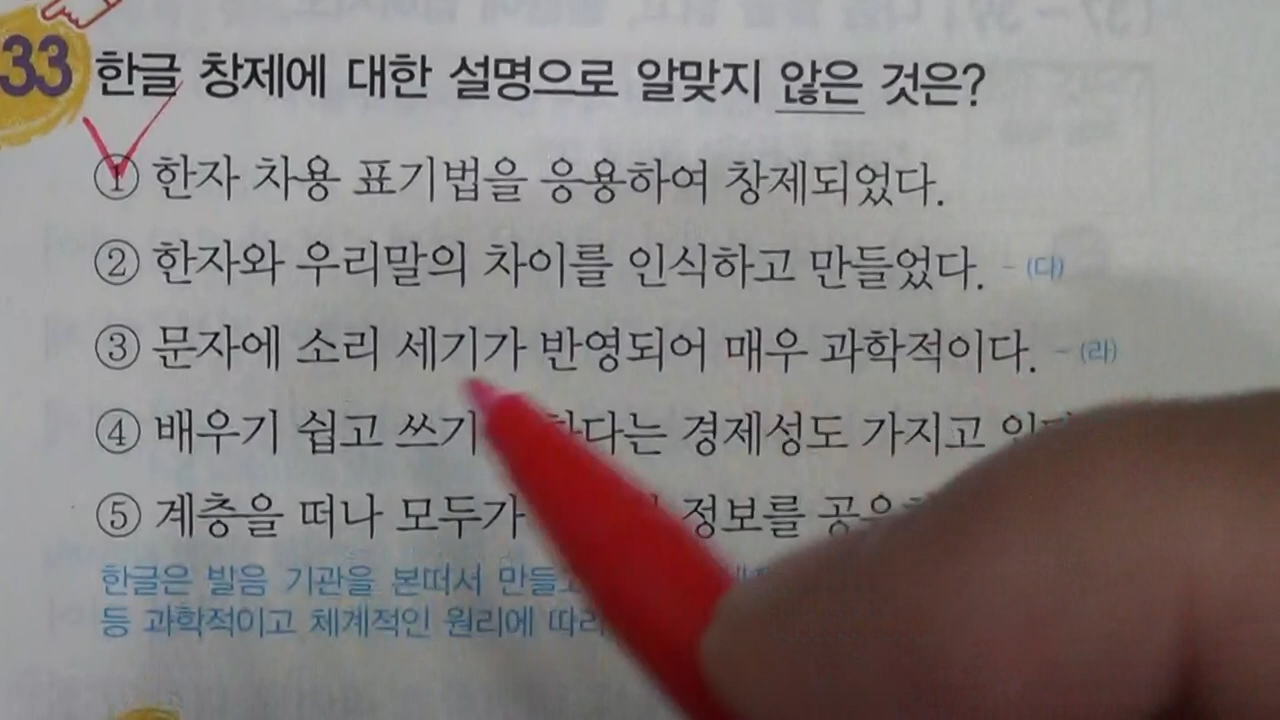 33 한글 창제에 대한 설명으로 알맞지 않은 것은?
① 한자 차용 표기법을 응용하여 창제되었다.
② 한자와 우리말의 차이를 인식하고 만들었다. - (다)
③ 문자에 소리 세기가 반영되어 매우 과학적이다. - (라)
④ 배우기 쉽고 쓰기 경제성도 가지고
⑤ 계층을 떠나 모두가 정보를
한글은 발음 기관을 본떠서
등 과학적이고 체계적인 원리에